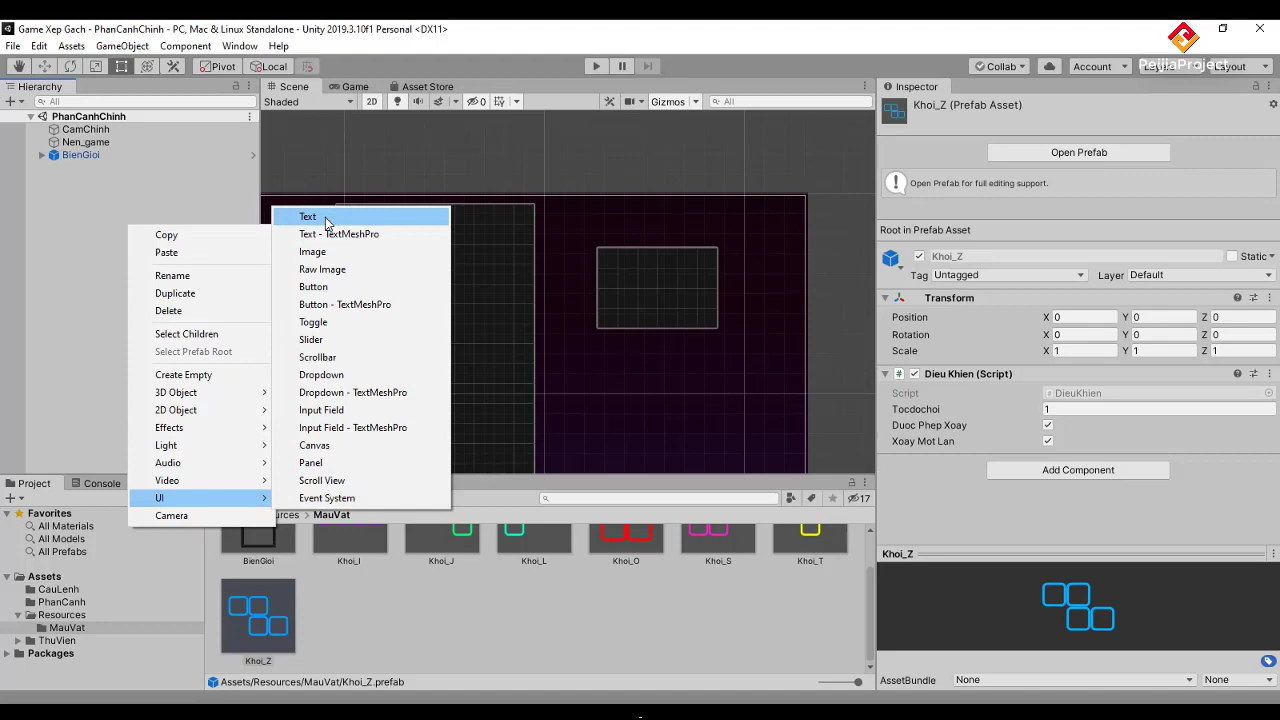 Game Xep Gach - PhanCanhChinh - PC, Mac & Linux Standalone - Unity 2019.3.10f1 Personal <DX11>
File Edit Assets GameObject Component Window Help
Pivot Local Collab Account Layers Layout
ReijiaProject
Hierarchy
All
PhanCanhChinh
CamChinh
Nen_game
BienGioi
Scene Game Asset Store
Shaded 2D 0 Gizmos All
Copy
Paste
Rename
Duplicate
Delete
Select Children
Select Prefab Root
Create Empty
3D Object
2D Object
Effects
Light
Audio
Video
UI
Camera
Text
Text - TextMeshPro
Image
Raw Image
Button
Button - TextMeshPro
Toggle
Slider
Scrollbar
Dropdown
Dropdown - TextMeshPro
Input Field
Input Field - TextMeshPro
Canvas
Panel
Scroll View
Event System
Inspector
Khoi_Z (Prefab Asset)
Open Prefab
Open Prefab for full editing support.
Root in Prefab Asset
Khoi_Z Static
Tag Untagged Layer Default
Transform
Position X 0 Y 0 Z 0
Rotation X 0 Y 0 Z 0
Scale X 1 Y 1 Z 1
Dieu Khien (Script)
Script DieuKhien
Tocdochoi 1
Duoc Phep Xoay
Xoay Mot Lan
Add Component
Project Console
17
Favorites
All Materials
All Models
All Prefabs
Assets
CauLenh
PhanCanh
Resources
MauVat
ThuVien
Packages
MauVat
BienGioi Khoi_I Khoi_J Khoi_L Khoi_O Khoi_S Khoi_T
Khoi_Z
Assets/Resources/MauVat/Khoi_Z.prefab
Khoi_Z
AssetBundle None None